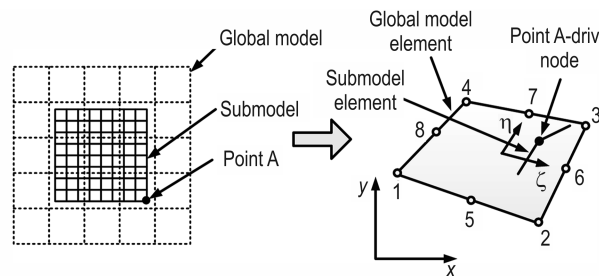 Global model
Submodel
Point A
Global model
element
Point A-driv
node
Submodel
element
4
7
3
8
η
6
ζ
1
5
2
y
x